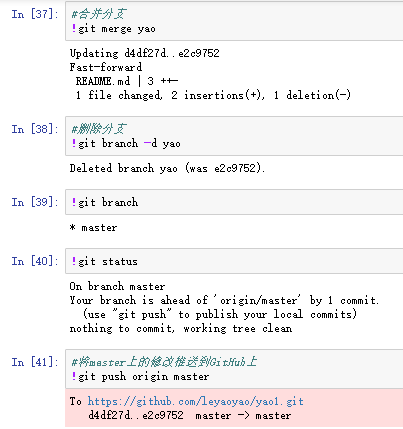 In [37]: #合并分支
!git merge yao
Updating d4df27d..e2c9752
Fast-forward
README.md | 3 ++-
1 file changed, 2 insertions(+), 1 deletion(-)
In [38]: #删除分支
!git branch -d yao
Deleted branch yao (was e2c9752).
In [39]: !git branch
* master
In [40]: !git status
On branch master
Your branch is ahead of 'origin/master' by 1 commit.
(use "git push" to publish your local commits)
nothing to commit, working tree clean
In [41]: #将master上的修改推送到GitHub上
!git push origin master
To https://github.com/leyaoyao/yao1.git
d4df27d..e2c9752 master -> master